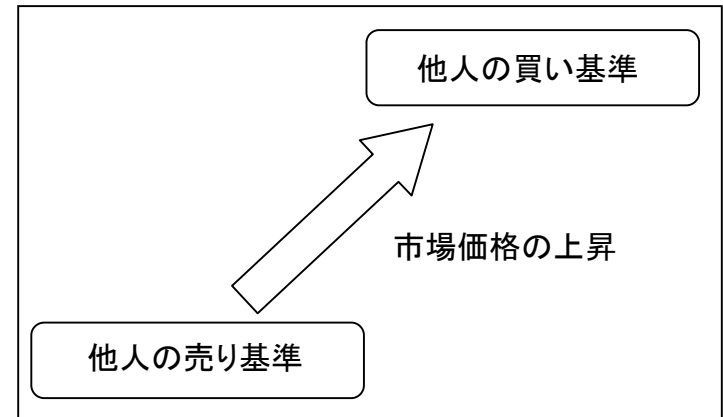 他人の買い基準
市場価格の上昇
他人の売り基準